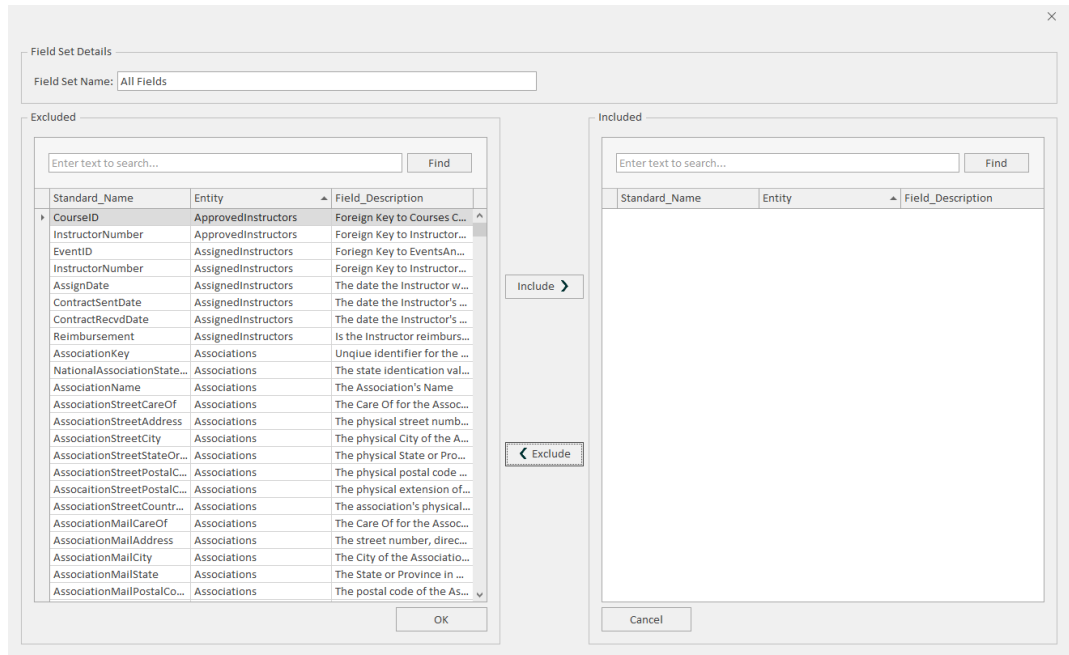 Field Set Details
Field Set Name: All Fields
Excluded
Enter text to search... Find
Standard_Name Entity Field_Description
CourseID ApprovedInstructors Foreign Key to Courses C...
InstructorNumber ApprovedInstructors Foreign Key to Instructor...
EventID AssignedInstructors Foriegn Key to EventsAn...
InstructorNumber AssignedInstructors Foreign Key to Instructor...
AssignDate AssignedInstructors The date the Instructor w...
ContractSentDate AssignedInstructors The date the Instructor's ...
ContractRecvdDate AssignedInstructors The date the Instructor's ...
Reimbursement AssignedInstructors Is the Instructor reimburs...
AssociationKey Associations Unqiue identifier for the ...
NationalAssociationState... Associations The state identication val...
AssociationName Associations The Association's Name
AssociationStreetCareOf Associations The Care Of for the Assoc...
AssociationStreetAddress Associations The physical street numb...
AssociationStreetCity Associations The physical City of the A...
AssociationStreetStateOr... Associations The physical State or Pro...
AssociationStreetPostalC... Associations The physical postal code ...
AssocaitionStreetPostalC... Associations The physical extension of...
AssociationStreetCountr... Associations The association's physical...
AssociationMailCareOf Associations The Care Of for the Assoc...
AssociationMailAddress Associations The street number, direc...
AssociationMailCity Associations The City of the Associatio...
AssociationMailState Associations The State or Province in ...
AssociationMailPostalCo... Associations The postal code of the As...
OK
Include
Exclude
Included
Enter text to search... Find
Standard_Name Entity Field_Description
Cancel